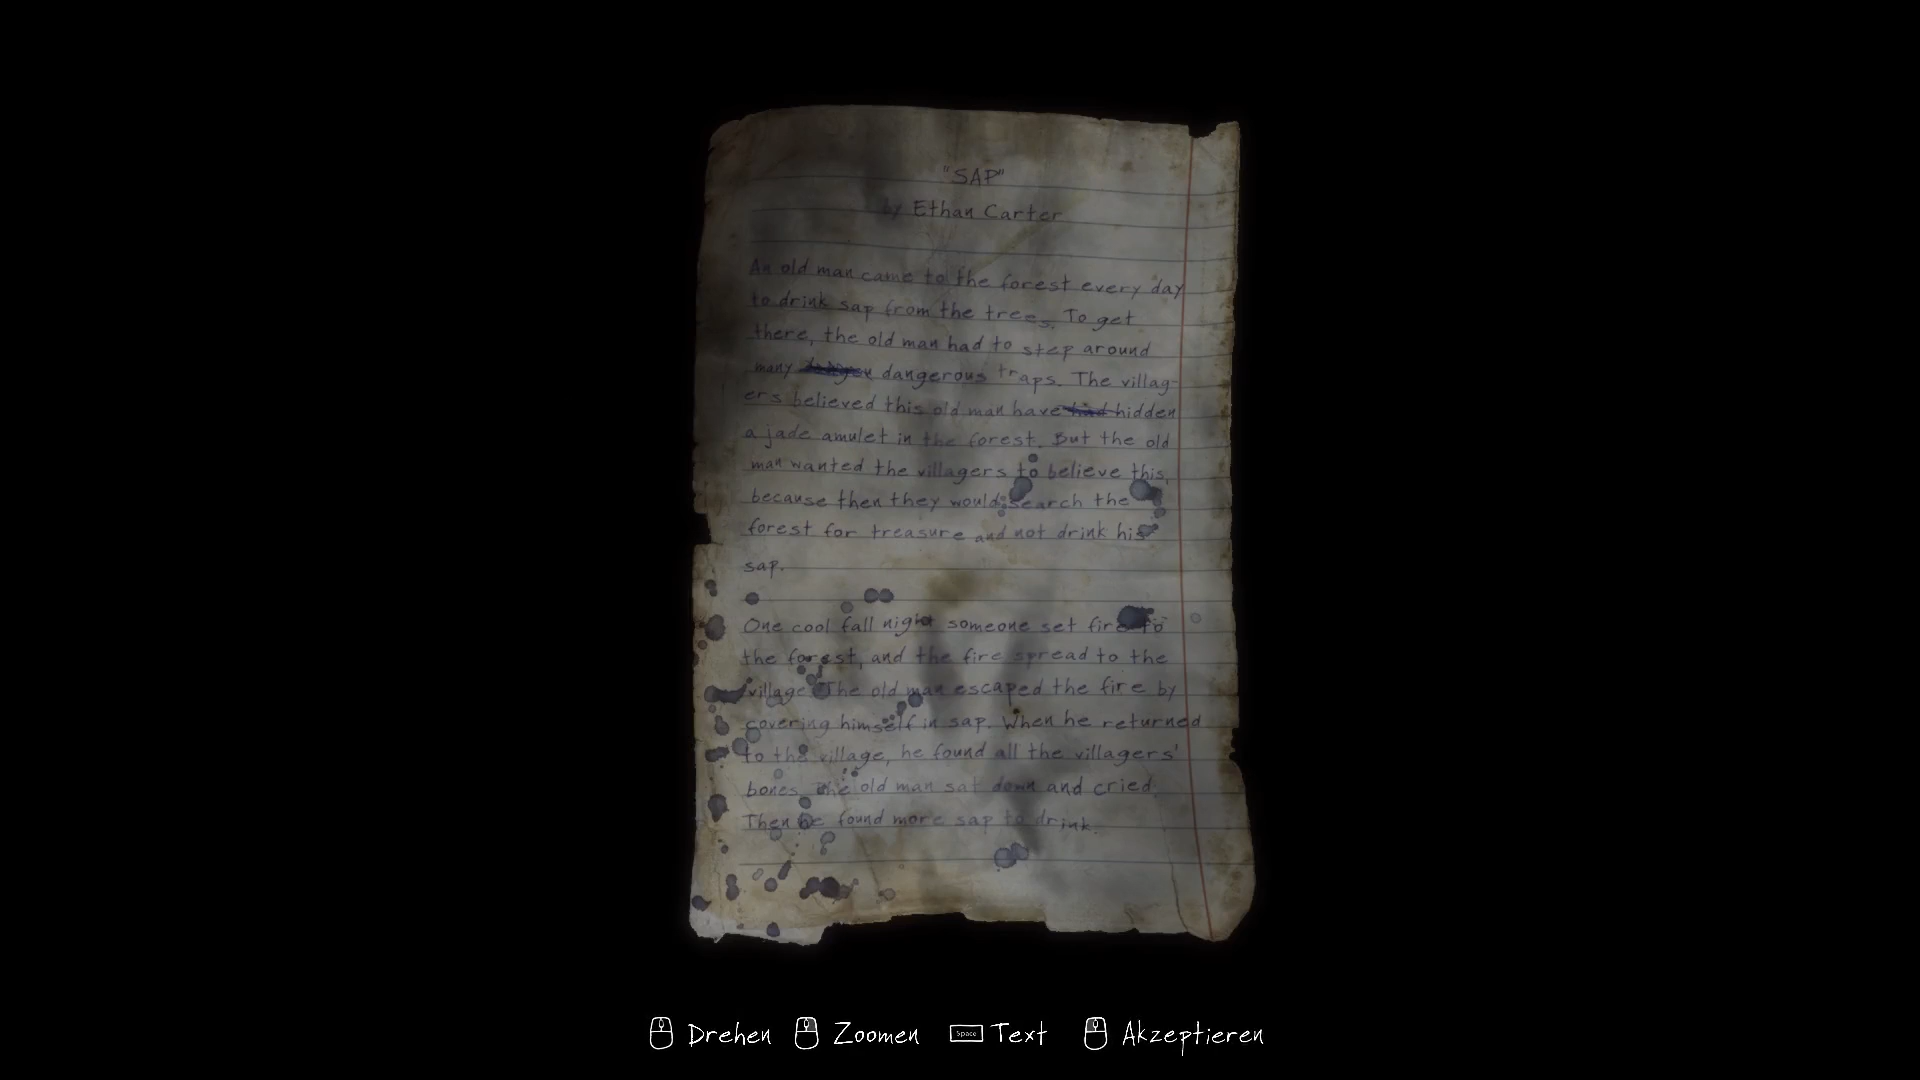 "SAP"
by Ethan Carter
An old man came to the forest every day
to drink sap from the trees. To get
there, the old man had to step around
many dangerous traps. The villag-
ers believed this old man have had hidden
a jade amulet in the forest. But the old
man wanted the villagers to believe this,
because then they would search the
forest for treasure and not drink his
sap.
One cool fall night someone set fire to
the forest, and the fire spread to the
village. The old man escaped the fire by
covering himself in sap. When he returned
to the village, he found all the villagers'
bones. The old man sat down and cried.
Then he found more sap to drink.
Drehen Zoomen Space Text Akzeptieren